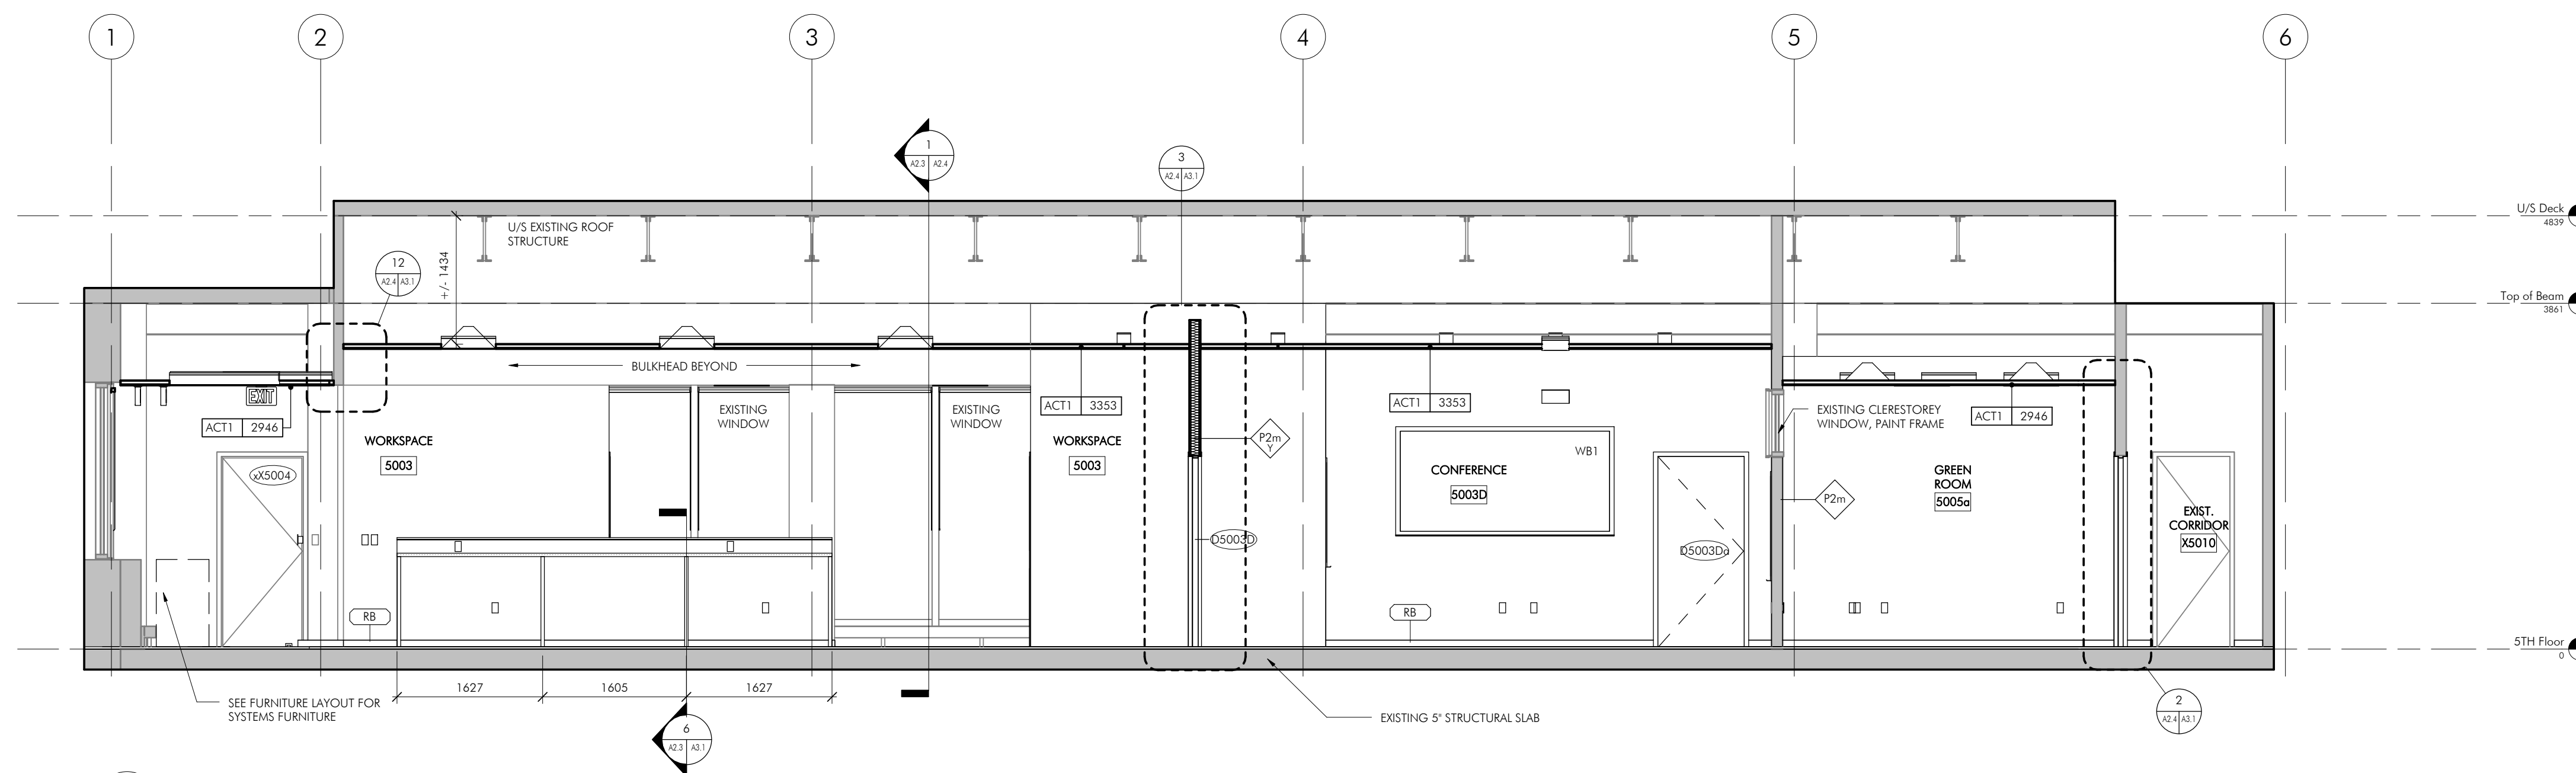 1
2
3
4
5
6
1
A2.3 A2.4
3
A2.4 A3.1
U/S Deck
4839
U/S EXISTING ROOF
STRUCTURE
12
A2.4 A3.1
+/- 1434
Top of Beam
3861
BULKHEAD BEYOND
EXIT
ACT1 2946
EXISTING
WINDOW
EXISTING
WINDOW
ACT1 3353
ACT1 3353
EXISTING CLERESTOREY
WINDOW, PAINT FRAME
ACT1 2946
WORKSPACE
5003
WORKSPACE
5003
P2m
Y
WB1
CONFERENCE
5003D
GREEN
ROOM
5005a
xX5004
P2m
EXIST.
CORRIDOR
X5010
D5003D
D5003Da
RB
RB
5TH Floor
0
1627
1605
1627
SEE FURNITURE LAYOUT FOR
SYSTEMS FURNITURE
EXISTING 5" STRUCTURAL SLAB
2
A2.4 A3.1
6
A2.3 A3.1